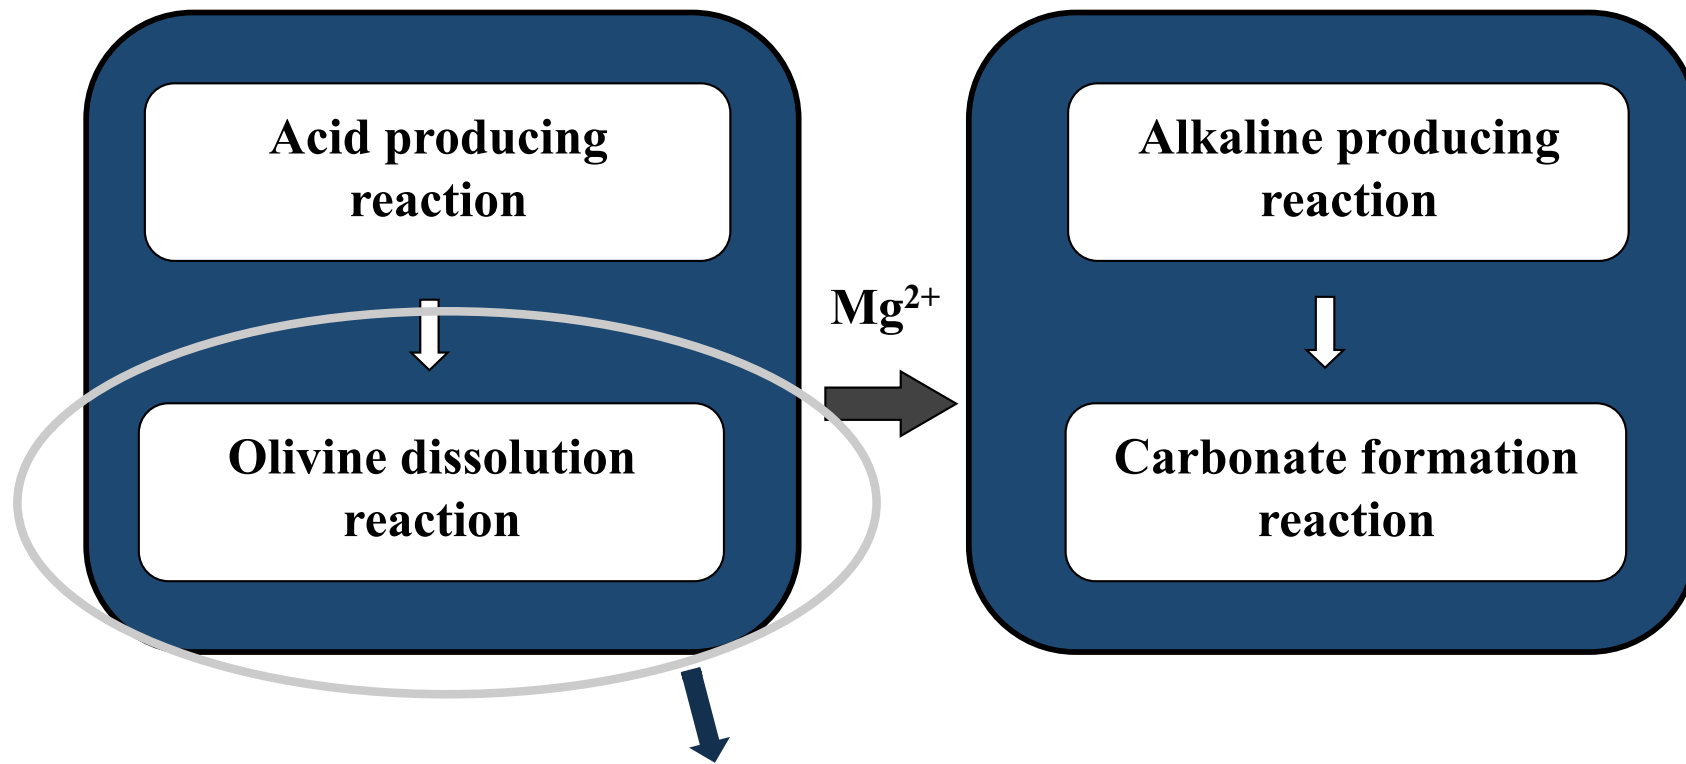 Acid producing
reaction
Olivine dissolution
reaction
Mg²⁺
Alkaline producing
reaction
Carbonate formation
reaction